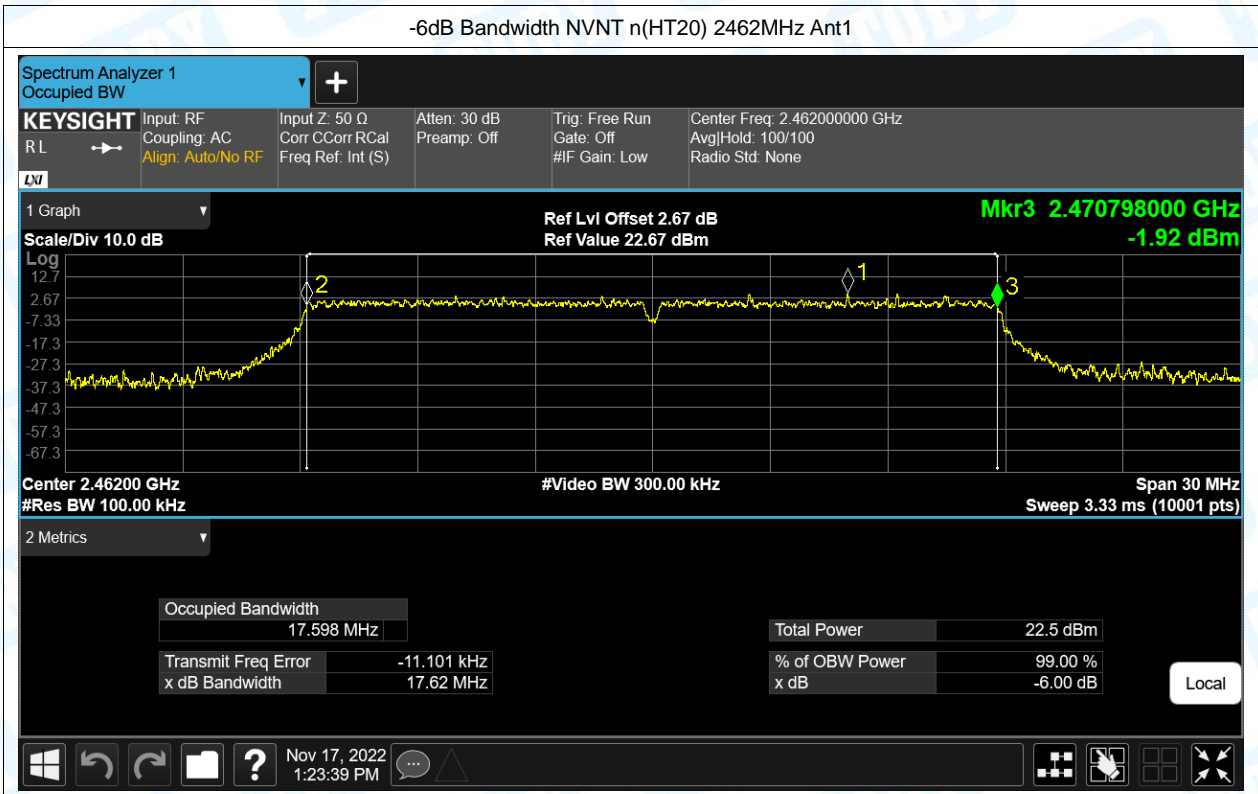 -6dB Bandwidth NVNT n(HT20) 2462MHz Ant1
Spectrum Analyzer 1
Occupied BW
KEYSIGHT
R L
LXI
Input: RF
Coupling: AC
Align: Auto/No RF
Input Z: 50 Ω
Corr CCorr RCal
Freq Ref: Int (S)
Atten: 30 dB
Preamp: Off
Trig: Free Run
Gate: Off
#IF Gain: Low
Center Freq: 2.462000000 GHz
Avg|Hold: 100/100
Radio Std: None
1 Graph
Scale/Div 10.0 dB
Ref Lvl Offset 2.67 dB
Ref Value 22.67 dBm
Mkr3 2.470798000 GHz
-1.92 dBm
Log
12.7
2.67
-7.33
-17.3
-27.3
-37.3
-47.3
-57.3
-67.3
2
1
3
Center 2.46200 GHz
#Res BW 100.00 kHz
#Video BW 300.00 kHz
Span 30 MHz
Sweep 3.33 ms (10001 pts)
2 Metrics
Occupied Bandwidth
17.598 MHz
Transmit Freq Error -11.101 kHz
x dB Bandwidth 17.62 MHz
Total Power 22.5 dBm
% of OBW Power 99.00 %
x dB -6.00 dB
Local
Nov 17, 2022
1:23:39 PM